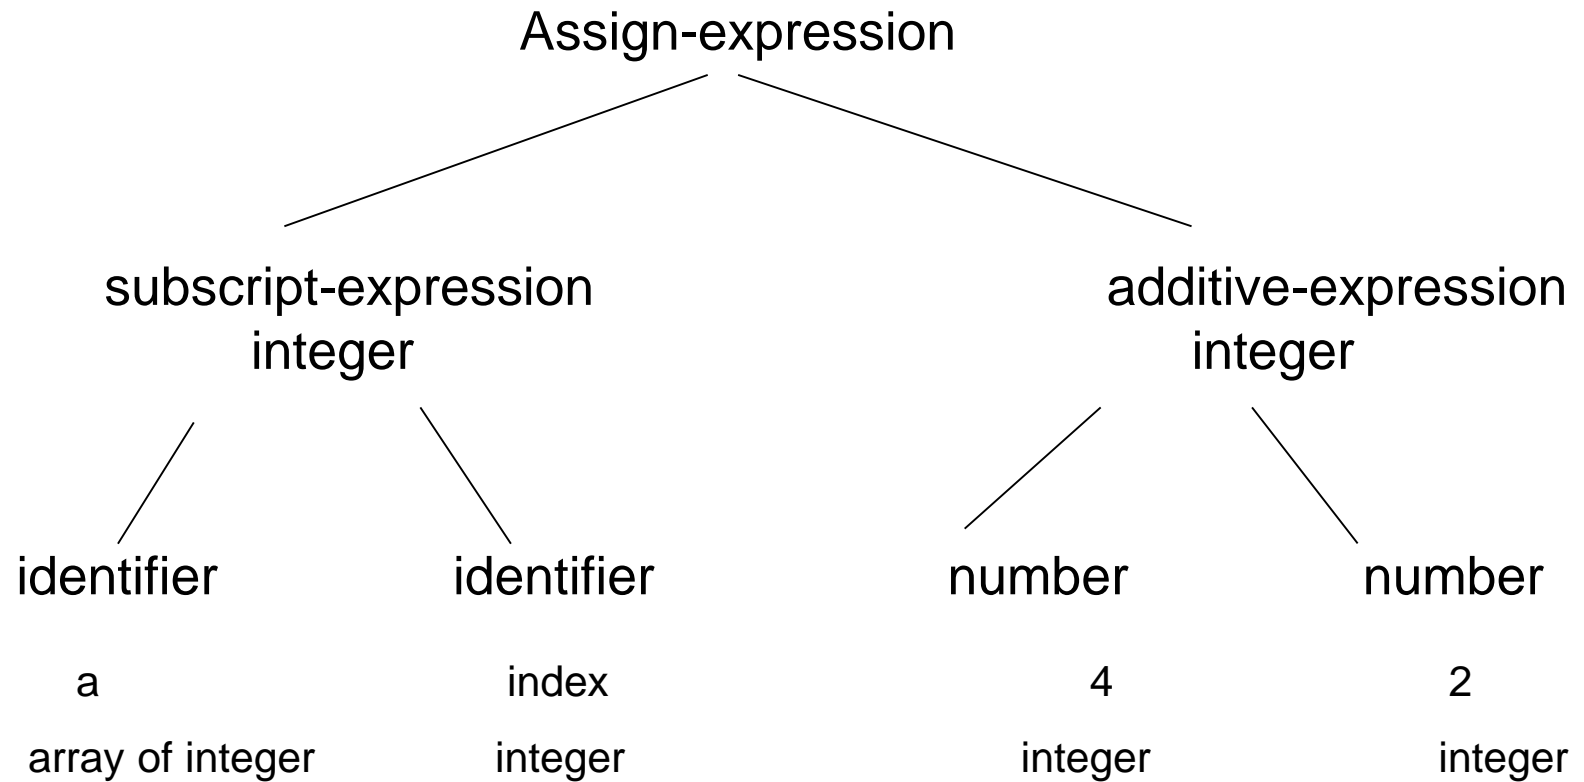 Assign-expression
subscript-expression additive-expression
integer integer
identifier identifier number number
a index 4 2
array of integer integer integer integer